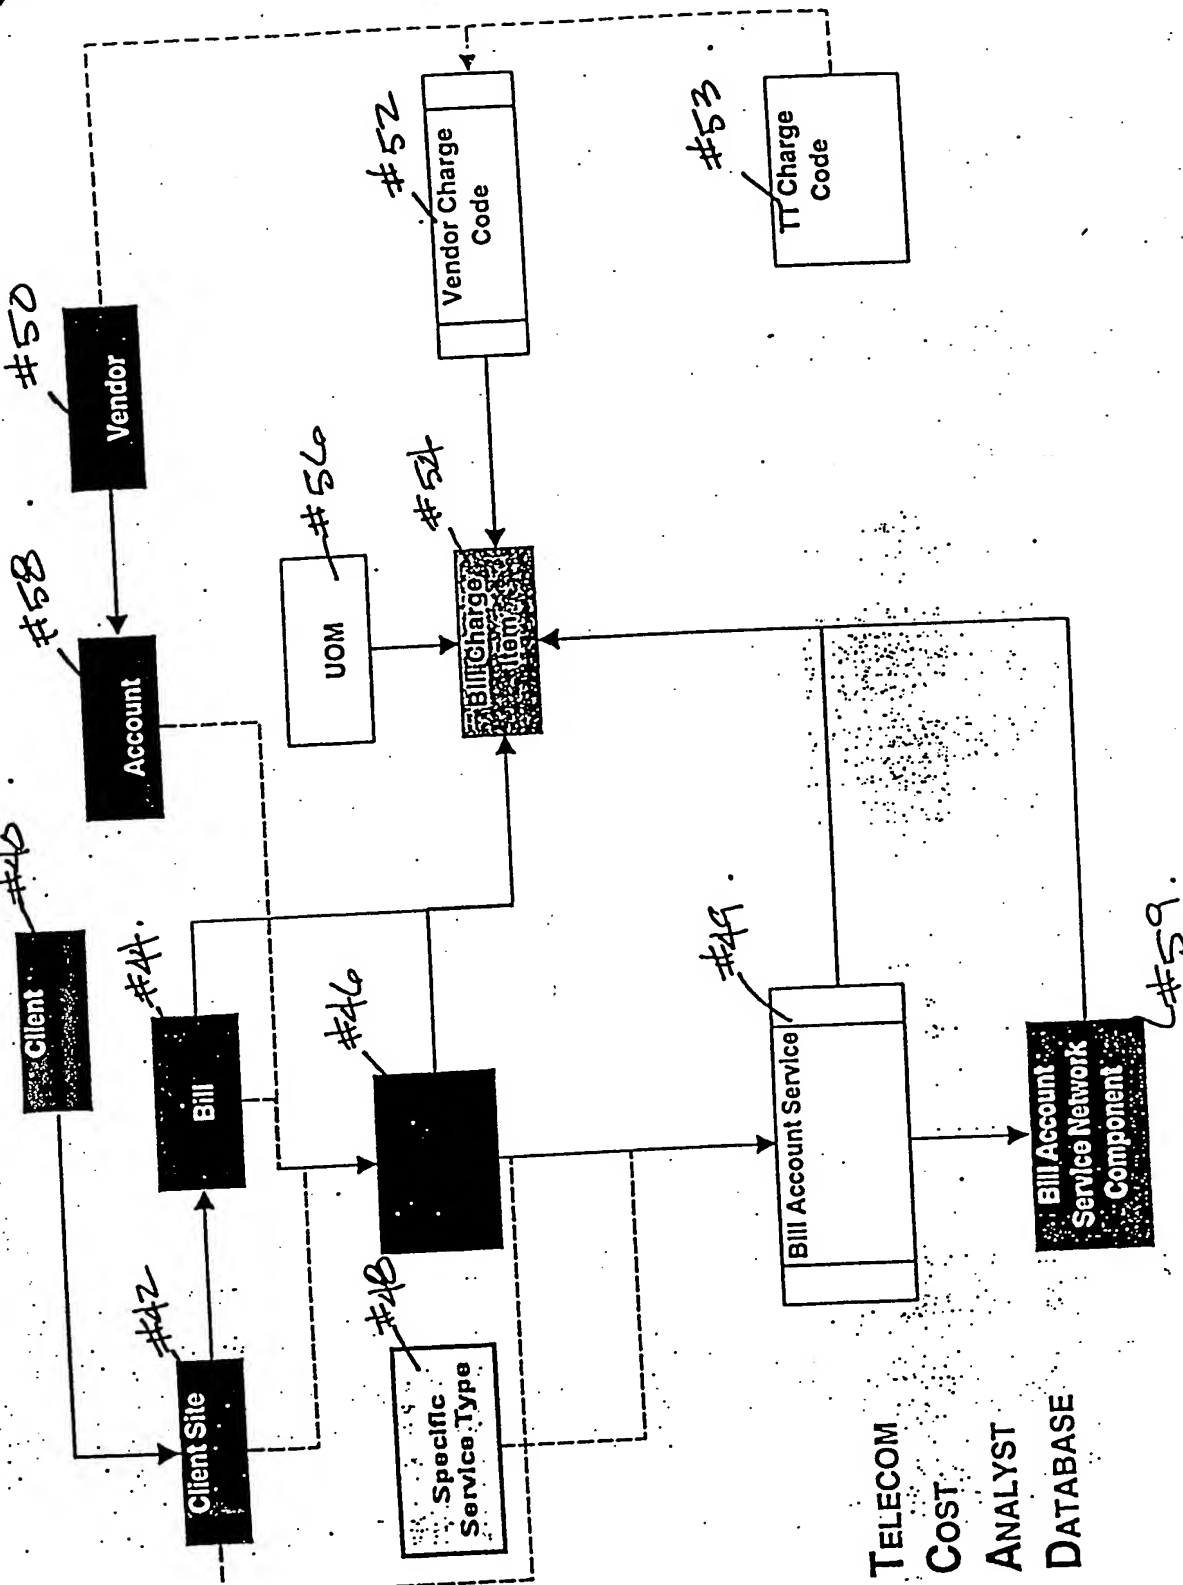 #40
Client
#42
Client Site
#44.
Bill
#58
Account
#50
Vendor
#46
#48
Specific
Service Type
#56
UOM
#54
Bill Charge
Item
#52
Vendor Charge
Code
#53
TT Charge
Code
#49
Bill Account Service
Bill Account
Service Network
Component
#59
TELECOM
COST
ANALYST
DATABASE